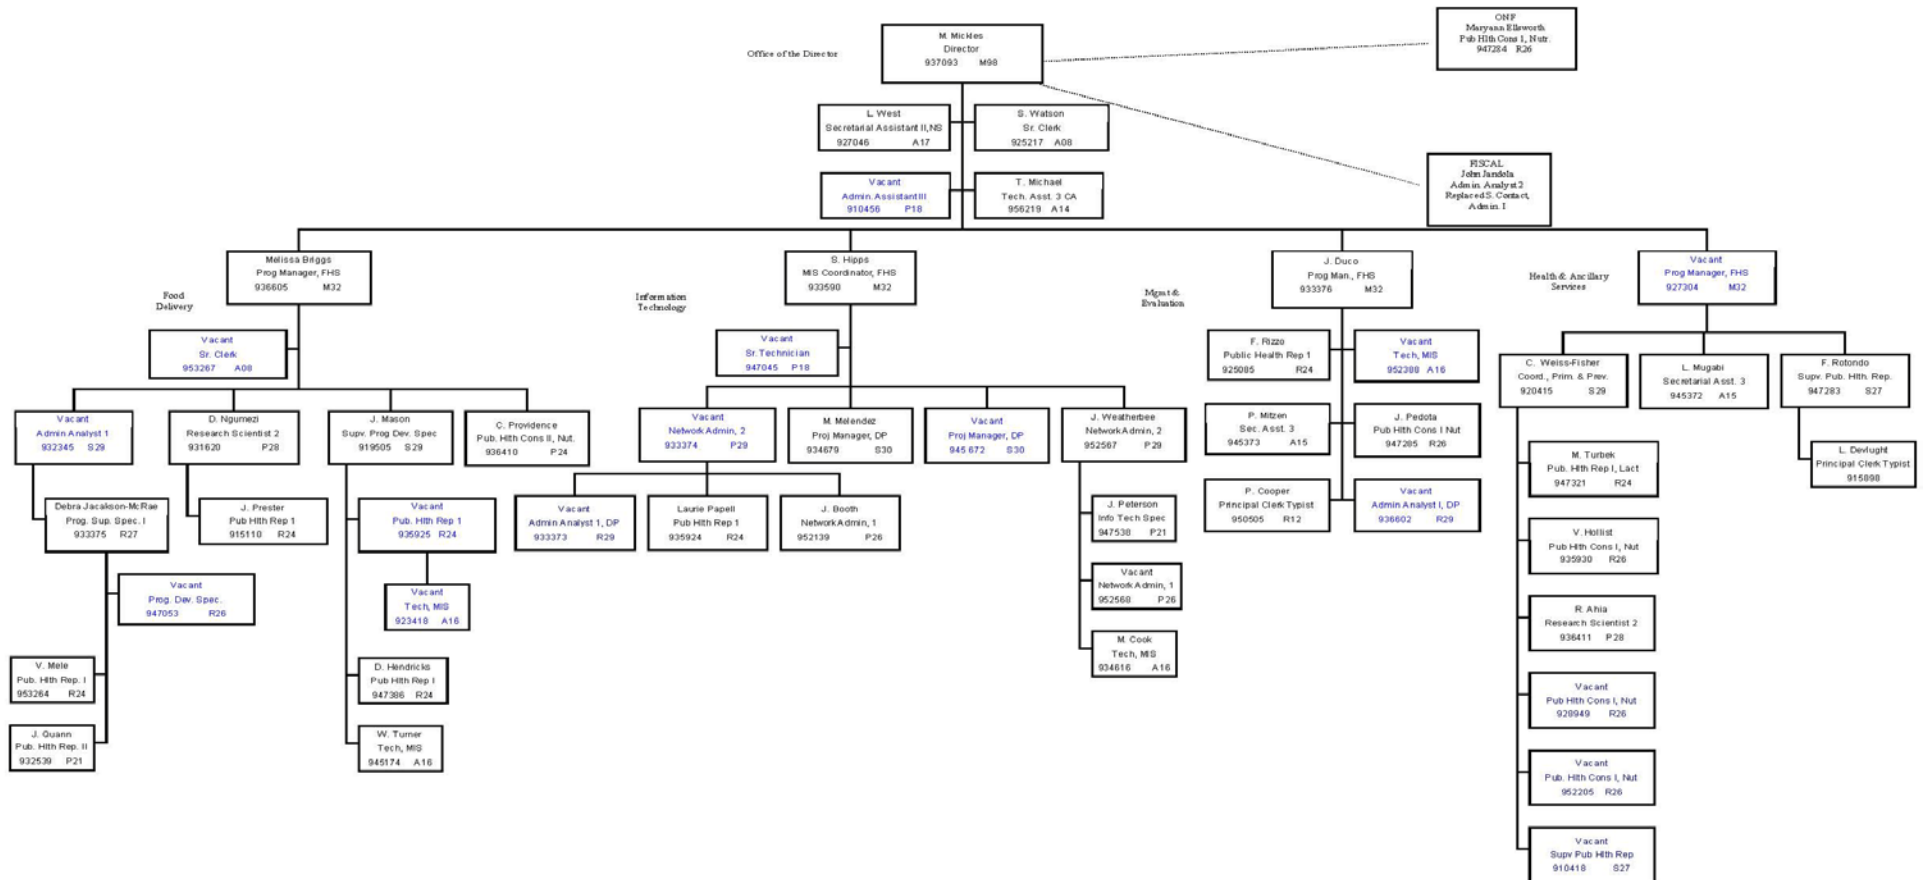 Office of the Director
M. Mickles
Director
937093 M98
ONF
Maryann Ellsworth
Pub Hlth Cons 1, Nutr.
947284 R26
L. West
Secretarial Assistant II,NS
927046 A17
S. Watson
Sr. Clerk
925217 A08
Vacant
Admin. Assistant III
910456 P18
T. Michael
Tech. Asst. 3 CA
956219 A14
FISCAL
John Jandola
Admin. Analyst 2
Replaced S. Contact,
Admin. I
Food
Delivery
Melissa Briggs
Prog Manager, FHS
936605 M32
Vacant
Sr. Clerk
953267 A08
Vacant
Admin Analyst 1
932345 S29
D. Ngumezi
Research Scientist 2
931620 P28
J. Mason
Supv. Prog Dev. Spec
919505 S29
C. Providence
Pub. Hlth Cons II, Nut.
936410 P24
Debra Jacakson-McRae
Prog. Sup. Spec. I
933375 R27
J. Prester
Pub Hlth Rep 1
915110 R24
Vacant
Pub. Hlth Rep 1
935925 R24
Vacant
Prog. Dev. Spec.
947053 R26
Vacant
Tech, MIS
923418 A16
V. Mele
Pub. Hlth Rep. I
953264 R24
D. Hendricks
Pub Hlth Rep I
947386 R24
J. Quann
Pub. Hlth Rep. II
932539 P21
W. Turner
Tech, MIS
945174 A16
Information
Technology
S. Hipps
MIS Coordinator, FHS
933590 M32
Vacant
Sr. Technician
947045 P18
Vacant
Network Admin, 2
933374 P29
M. Melendez
Proj Manager, DP
934679 S30
Vacant
Proj Manager, DP
945 672 S30
J. Weatherbee
Network Admin, 2
952567 P29
Vacant
Admin Analyst 1, DP
933373 R29
Laurie Papell
Pub Hlth Rep 1
935924 R24
J. Booth
Network Admin, 1
952139 P26
J. Peterson
Info Tech Spec
947538 P21
Vacant
Network Admin, 1
952568 P26
M. Cook
Tech, MIS
934616 A16
Mgmt &
Evaluation
J. Duco
Prog Man., FHS
933376 M32
F. Rizzo
Public Health Rep 1
925085 R24
Vacant
Tech, MIS
952388 A16
P. Mitzen
Sec. Asst. 3
945373 A15
J. Pedota
Pub Hlth Cons I Nut
947285 R26
P. Cooper
Principal Clerk Typist
950505 R12
Vacant
Admin Analyst I, DP
936602 R29
Health & Ancillary
Services
Vacant
Prog Manager, FHS
927304 M32
C. Weiss-Fisher
Coord., Prim. & Prev.
920415 S29
L. Mugabi
Secretarial Asst. 3
945372 A15
F. Rotondo
Supv. Pub. Hlth. Rep.
947283 S27
M. Turbek
Pub. Hlth Rep I, Lact
947321 R24
L. Devlught
Principal Clerk Typist
915898
V. Hollist
Pub Hlth Cons I, Nut
935930 R26
R. Ahia
Research Scientist 2
936411 P28
Vacant
Pub Hlth Cons I, Nut
928949 R26
Vacant
Pub. Hlth Cons I, Nut
952205 R26
Vacant
Supv Pub Hlth Rep
910418 S27